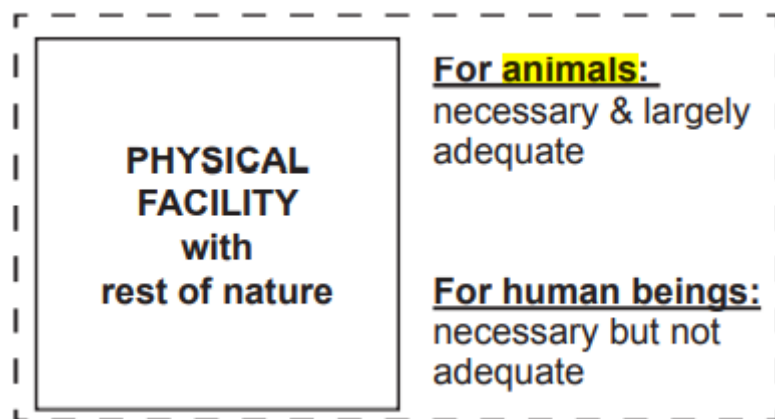 PHYSICAL
FACILITY
with
rest of nature
For animals:
necessary & largely
adequate
For human beings:
necessary but not
adequate